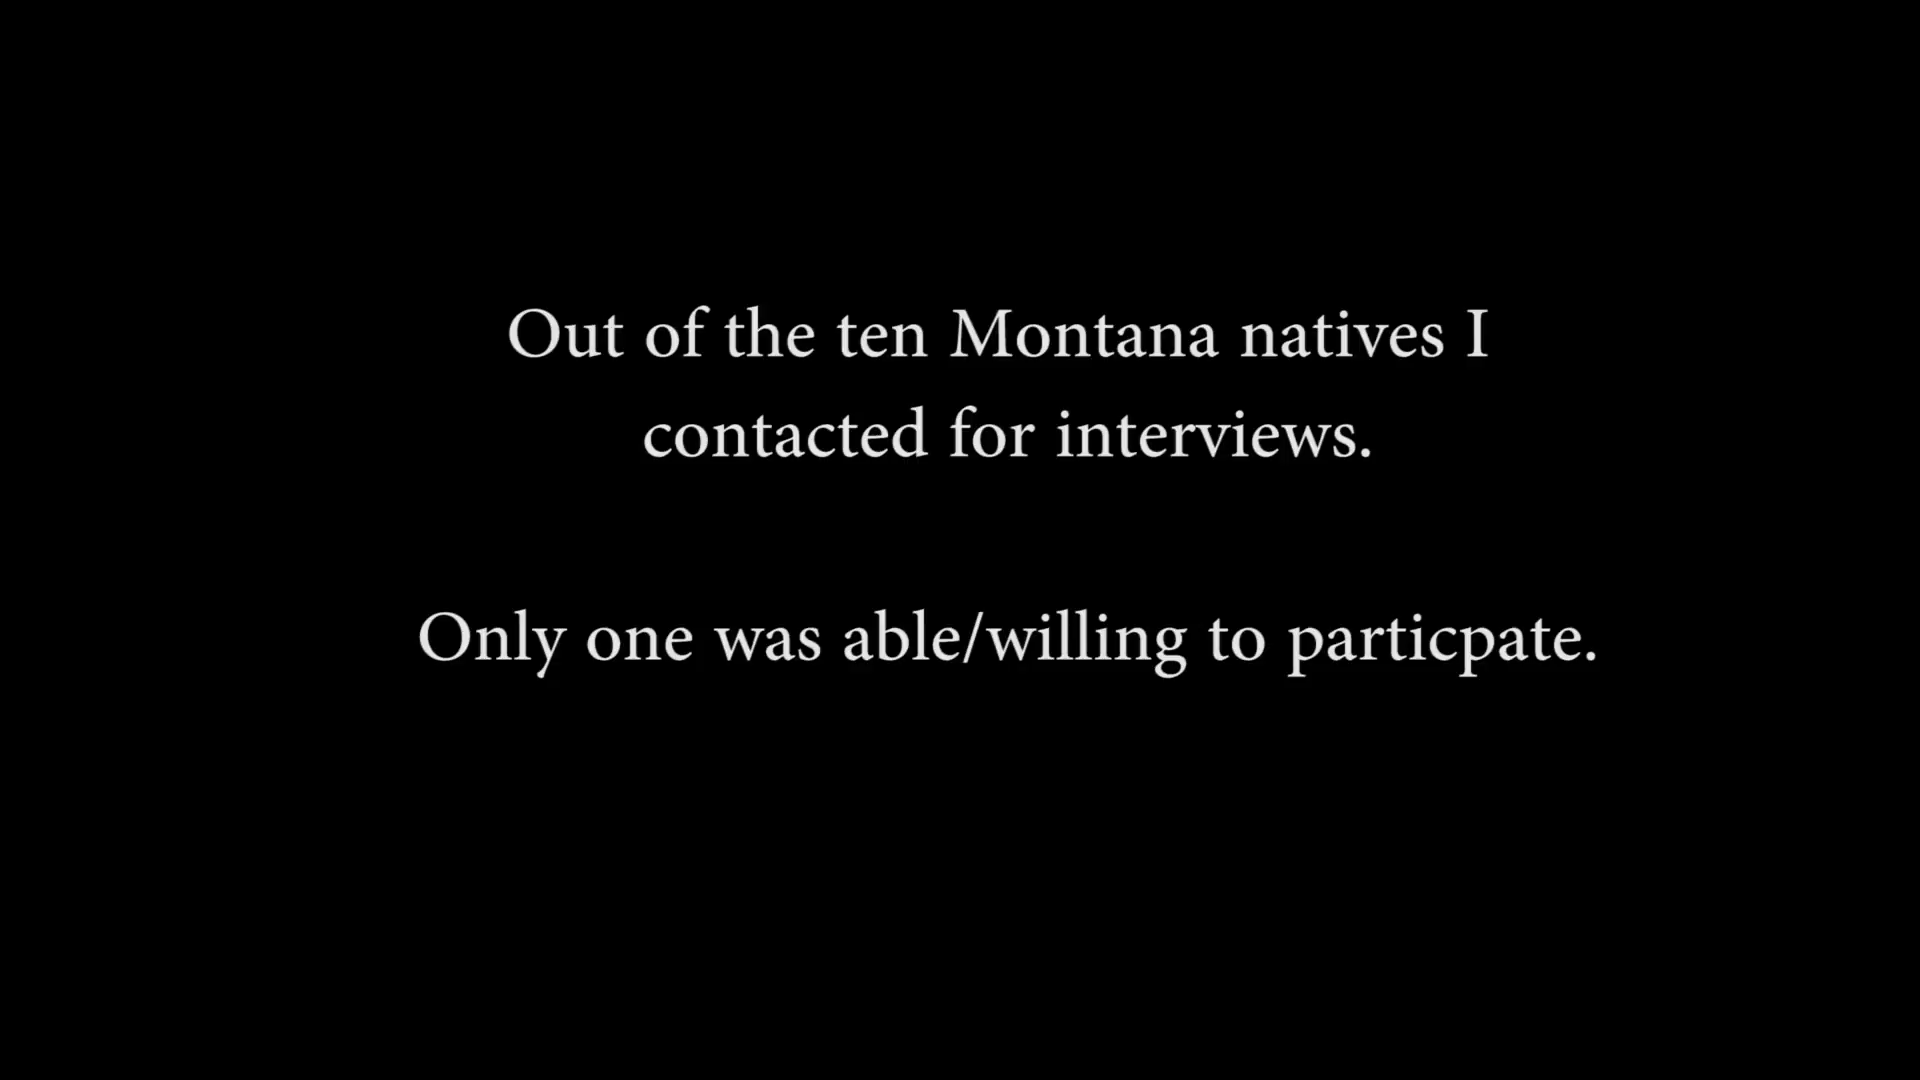 Out of the ten Montana natives I
contacted for interviews.
Only one was able/willing to particpate.